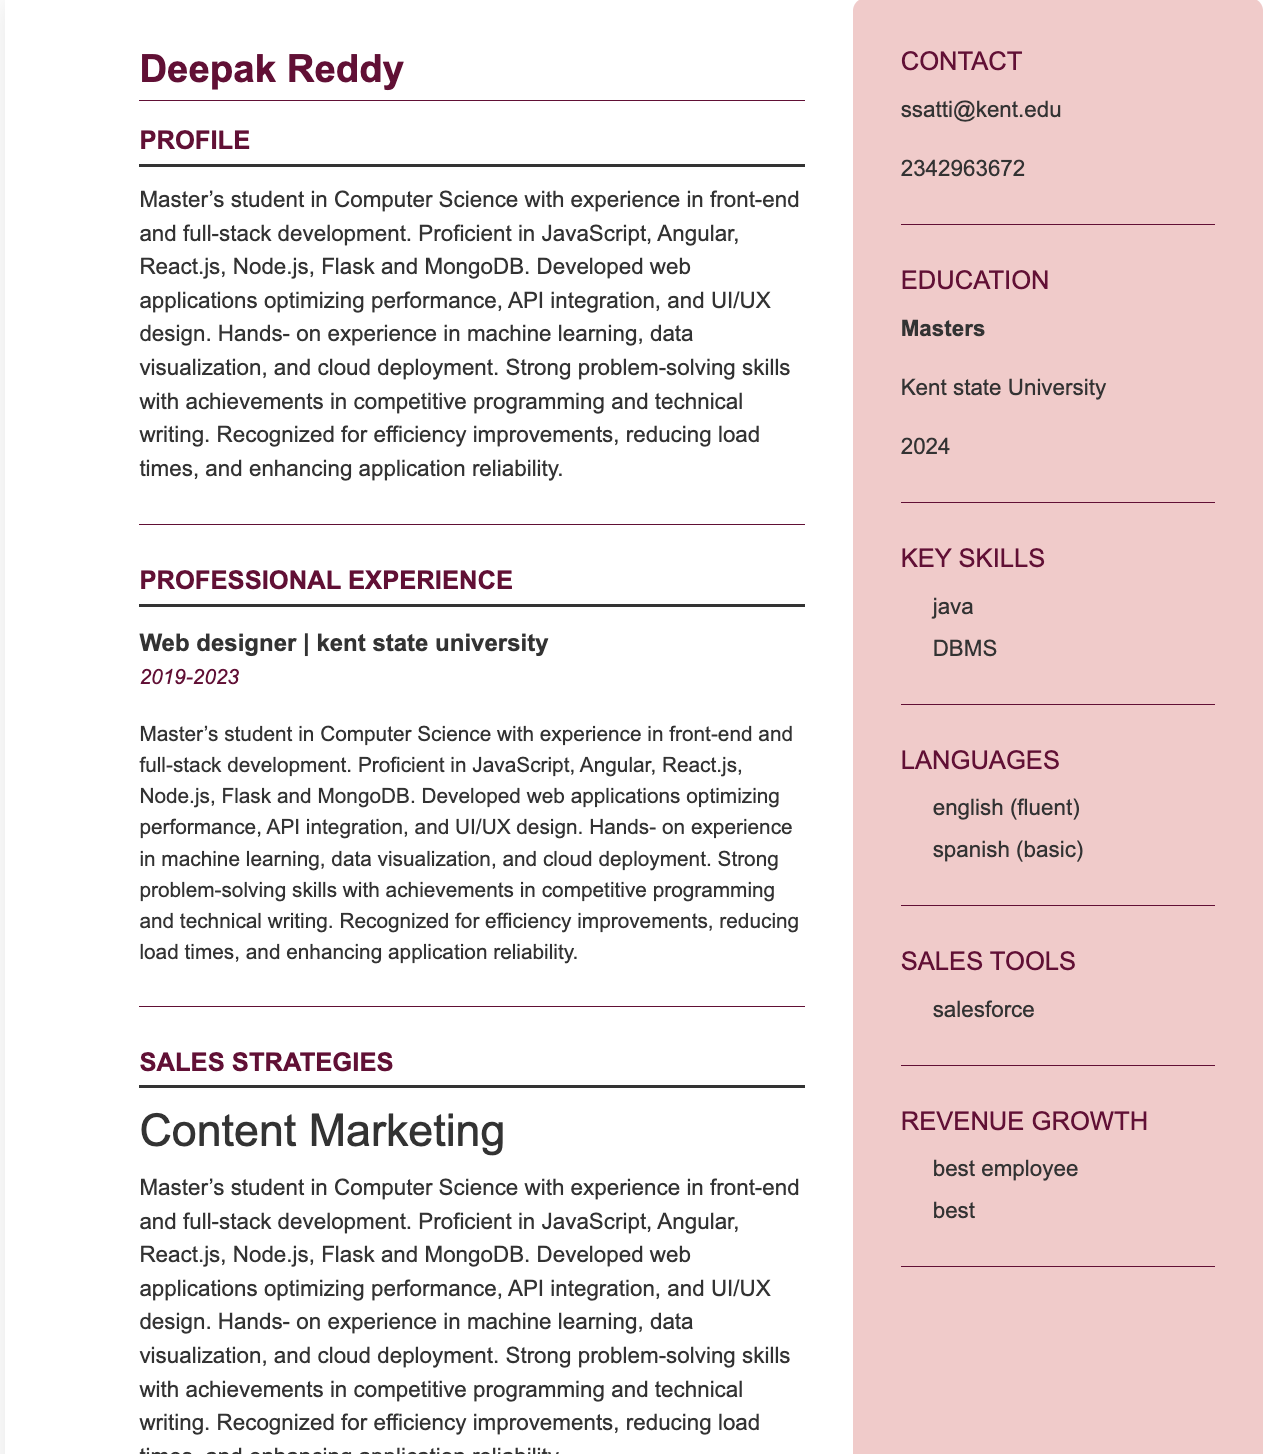 Deepak Reddy
PROFILE
Master’s student in Computer Science with experience in front-end
and full-stack development. Proficient in JavaScript, Angular,
React.js, Node.js, Flask and MongoDB. Developed web
applications optimizing performance, API integration, and UI/UX
design. Hands- on experience in machine learning, data
visualization, and cloud deployment. Strong problem-solving skills
with achievements in competitive programming and technical
writing. Recognized for efficiency improvements, reducing load
times, and enhancing application reliability.
PROFESSIONAL EXPERIENCE
Web designer | kent state university
2019-2023
Master’s student in Computer Science with experience in front-end and
full-stack development. Proficient in JavaScript, Angular, React.js,
Node.js, Flask and MongoDB. Developed web applications optimizing
performance, API integration, and UI/UX design. Hands- on experience
in machine learning, data visualization, and cloud deployment. Strong
problem-solving skills with achievements in competitive programming
and technical writing. Recognized for efficiency improvements, reducing
load times, and enhancing application reliability.
SALES STRATEGIES
Content Marketing
Master’s student in Computer Science with experience in front-end
and full-stack development. Proficient in JavaScript, Angular,
React.js, Node.js, Flask and MongoDB. Developed web
applications optimizing performance, API integration, and UI/UX
design. Hands- on experience in machine learning, data
visualization, and cloud deployment. Strong problem-solving skills
with achievements in competitive programming and technical
writing. Recognized for efficiency improvements, reducing load
times, and enhancing application reliability.
CONTACT
ssatti@kent.edu
2342963672
EDUCATION
Masters
Kent state University
2024
KEY SKILLS
java
DBMS
LANGUAGES
english (fluent)
spanish (basic)
SALES TOOLS
salesforce
REVENUE GROWTH
best employee
best